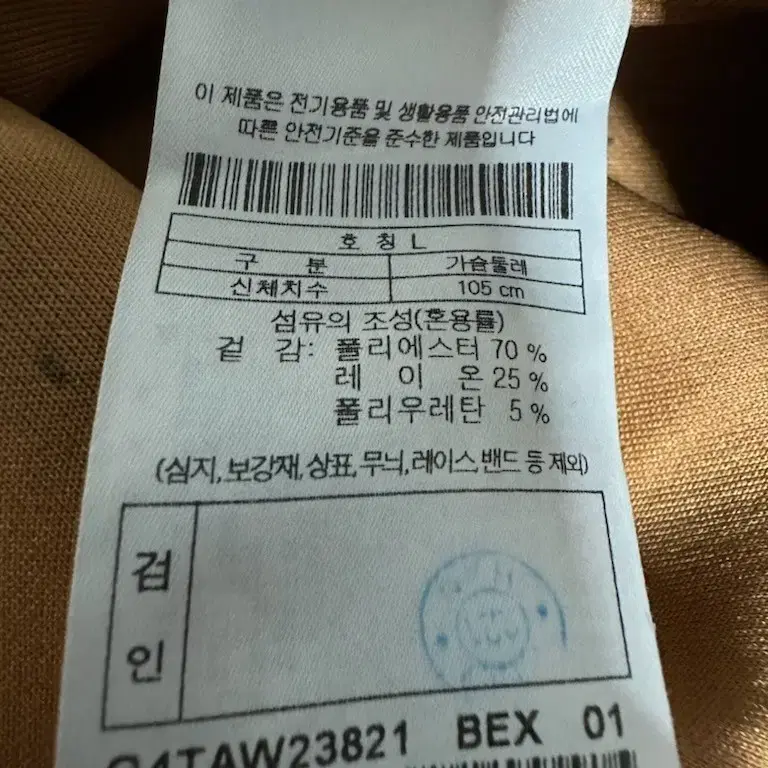 이 제품은 전기용품 및 생활용품 안전관리법에
따른 안전기준을 준수한 제품입니다
호 칭 L
구 분 가슴둘레
신체치수 105 cm
섬유의 조성(혼용률)
겉 감: 폴리에스터 70 %
레 이 온 25 %
폴리우레탄 5 %
(심지,보강재,상표,무늬,레이스,밴드 등 제외)
검
인
BEX 01